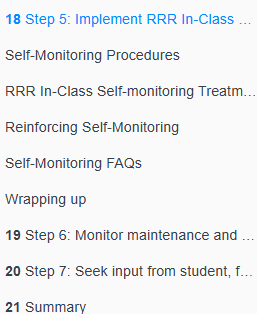 18 Step 5: Implement RRR In-Class ...
Self-Monitoring Procedures
RRR In-Class Self-monitoring Treatm...
Reinforcing Self-Monitoring
Self-Monitoring FAQs
Wrapping up
19 Step 6: Monitor maintenance and ...
20 Step 7: Seek input from student, f...
21 Summary